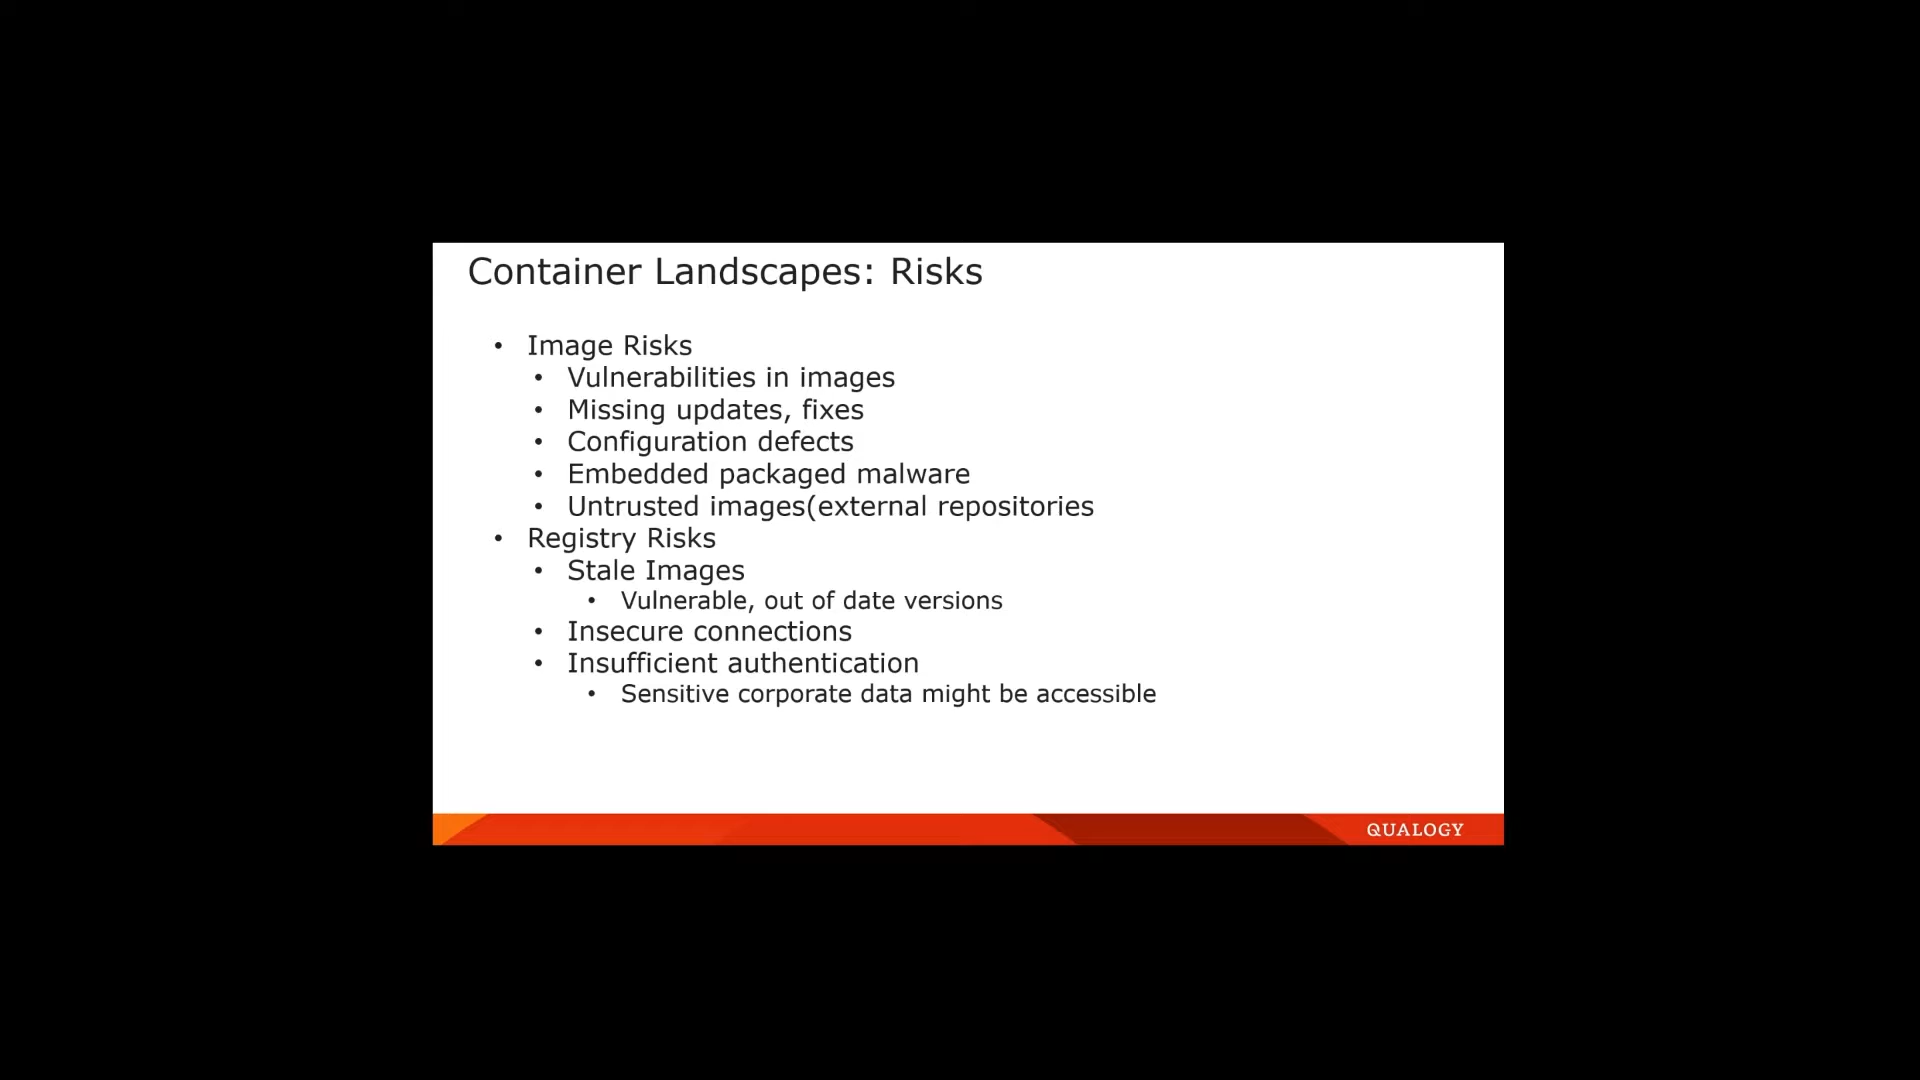 Container Landscapes: Risks
• Image Risks
• Vulnerabilities in images
• Missing updates, fixes
• Configuration defects
• Embedded packaged malware
• Untrusted images(external repositories
• Registry Risks
• Stale Images
• Vulnerable, out of date versions
• Insecure connections
• Insufficient authentication
• Sensitive corporate data might be accessible
QUALOGY